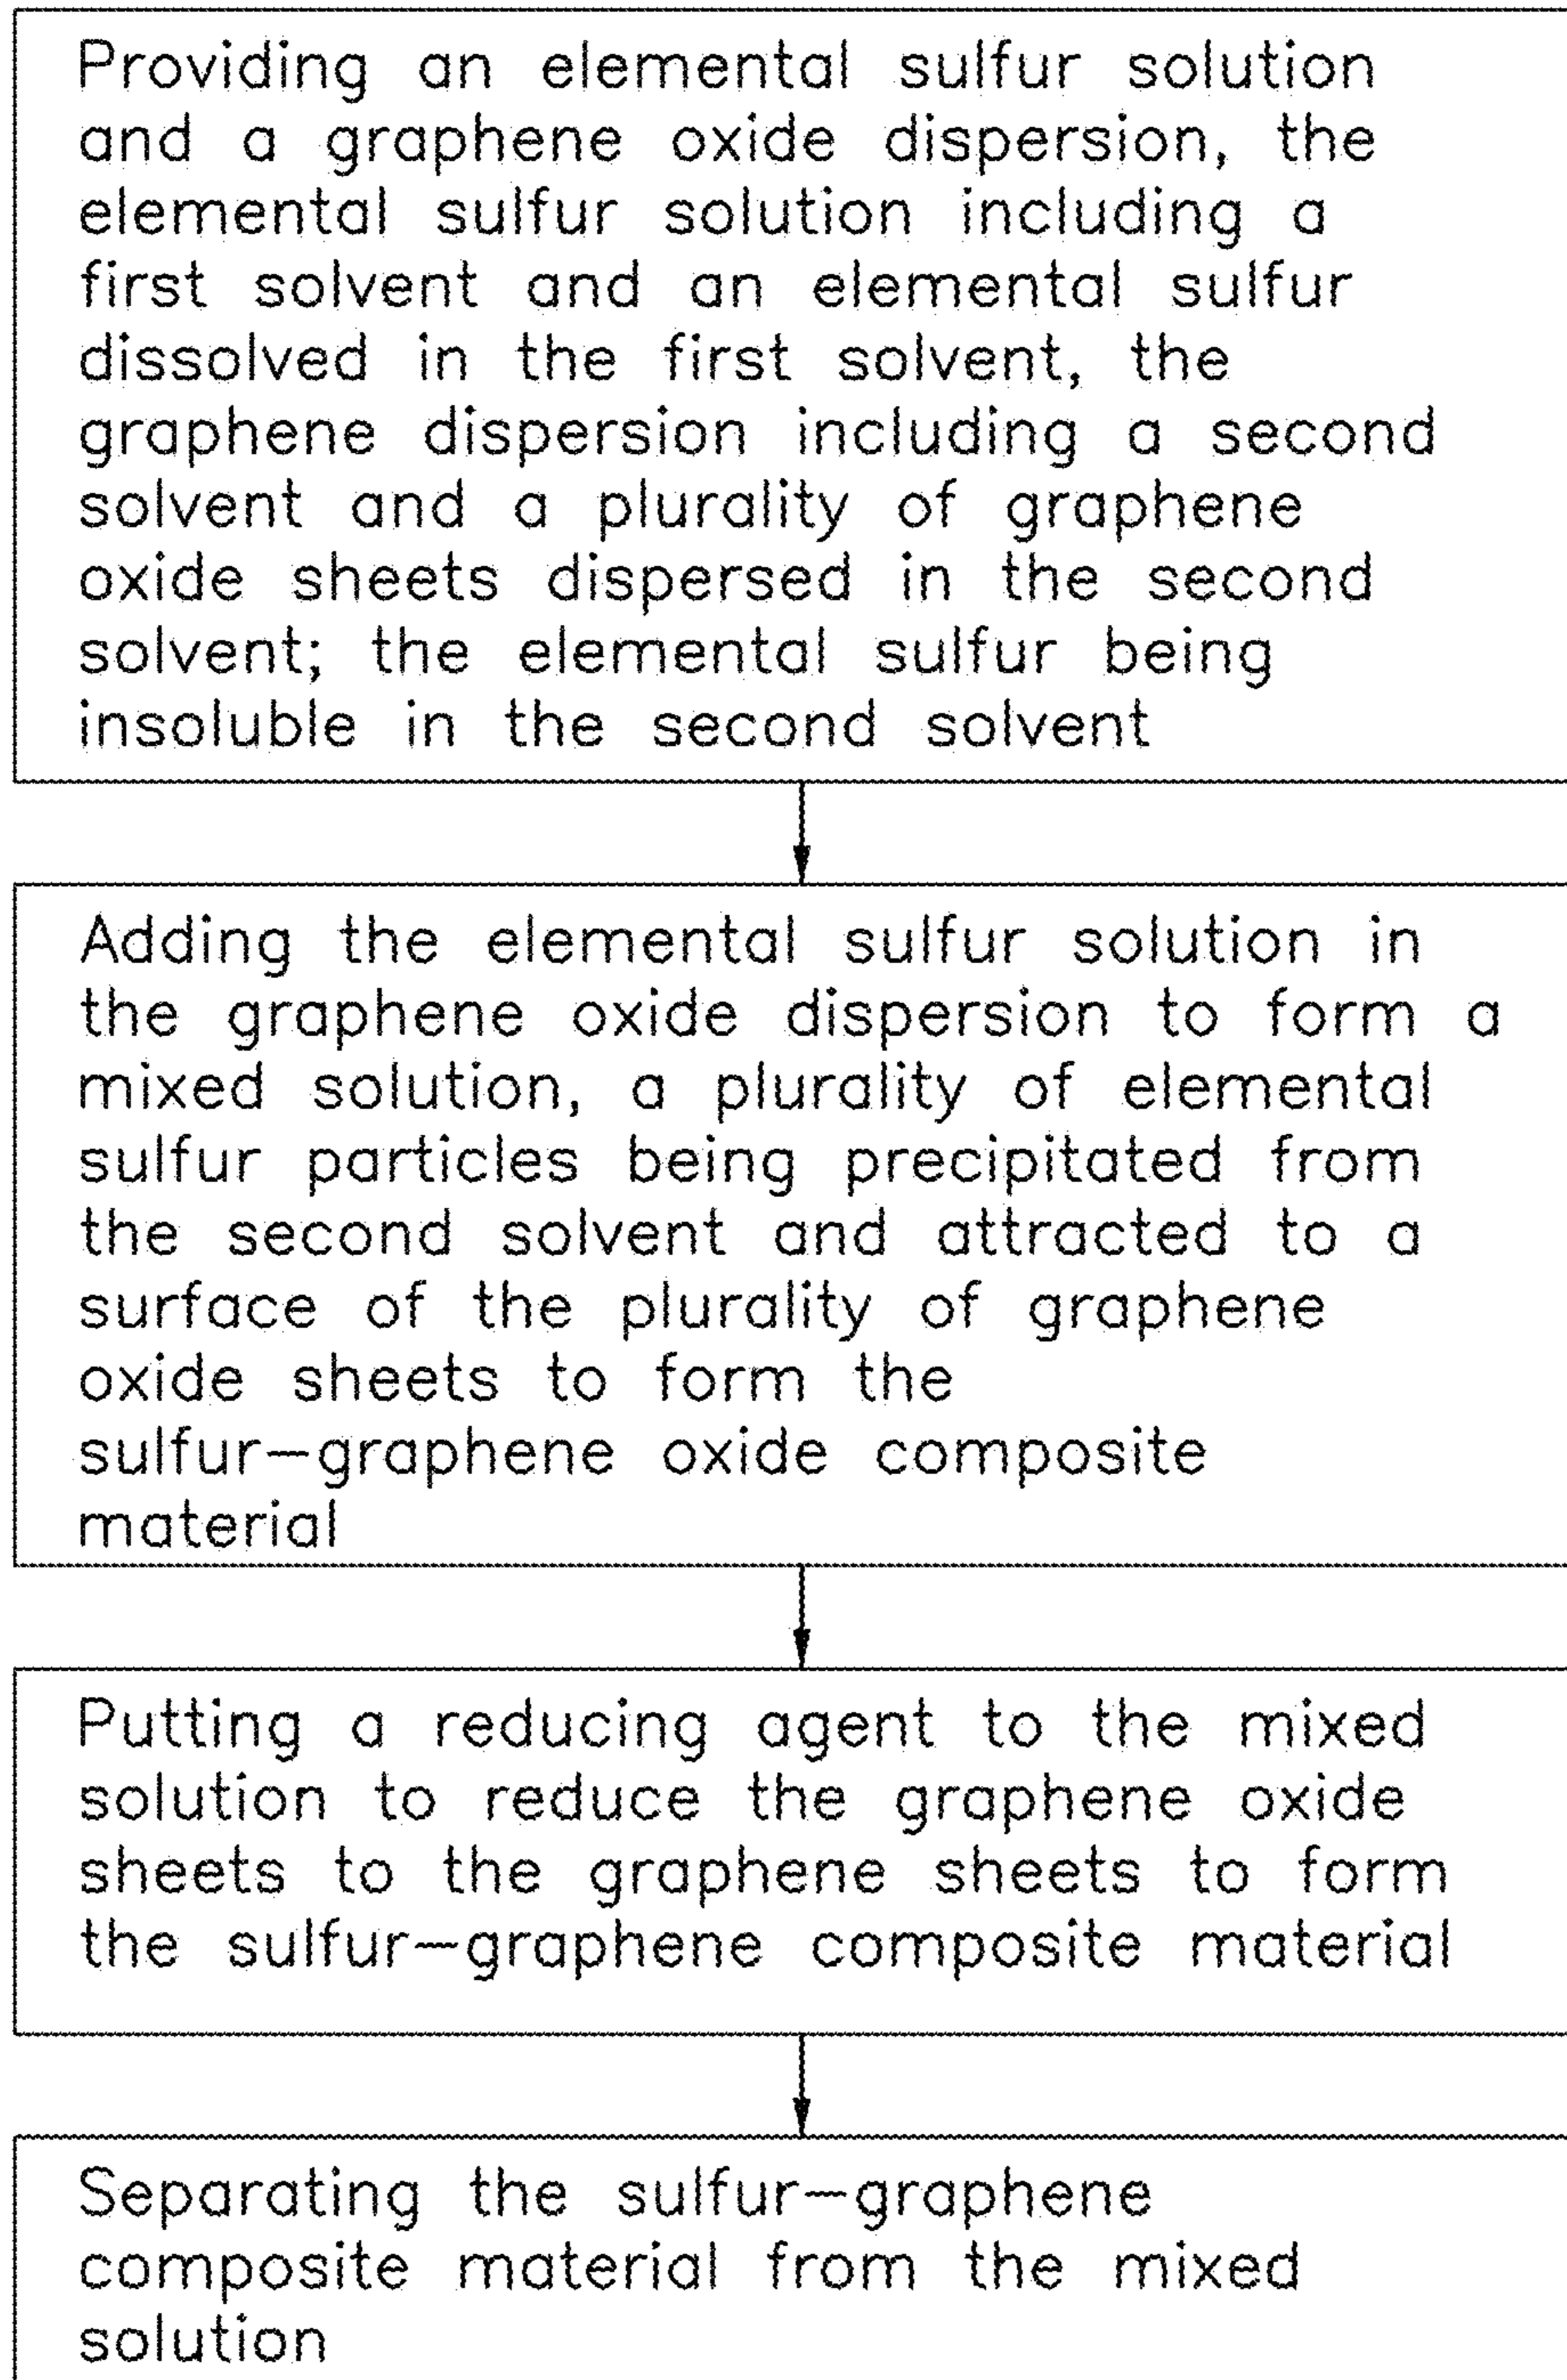 Providing an elemental sulfur solution
and a graphene oxide dispersion, the
elemental sulfur solution including a
first solvent and an elemental sulfur
dissolved in the first solvent, the
graphene dispersion including a second
solvent and a plurality of graphene
oxide sheets dispersed in the second
solvent; the elemental sulfur being
insoluble in the second solvent
Adding the elemental sulfur solution in
the graphene oxide dispersion to form a
mixed solution, a plurality of elemental
sulfur particles being precipitated from
the second solvent and attracted to a
surface of the plurality of graphene
oxide sheets to form the
sulfur–graphene oxide composite
material
Putting a reducing agent to the mixed
solution to reduce the graphene oxide
sheets to the graphene sheets to form
the sulfur–graphene composite material
Separating the sulfur–graphene
composite material from the mixed
solution